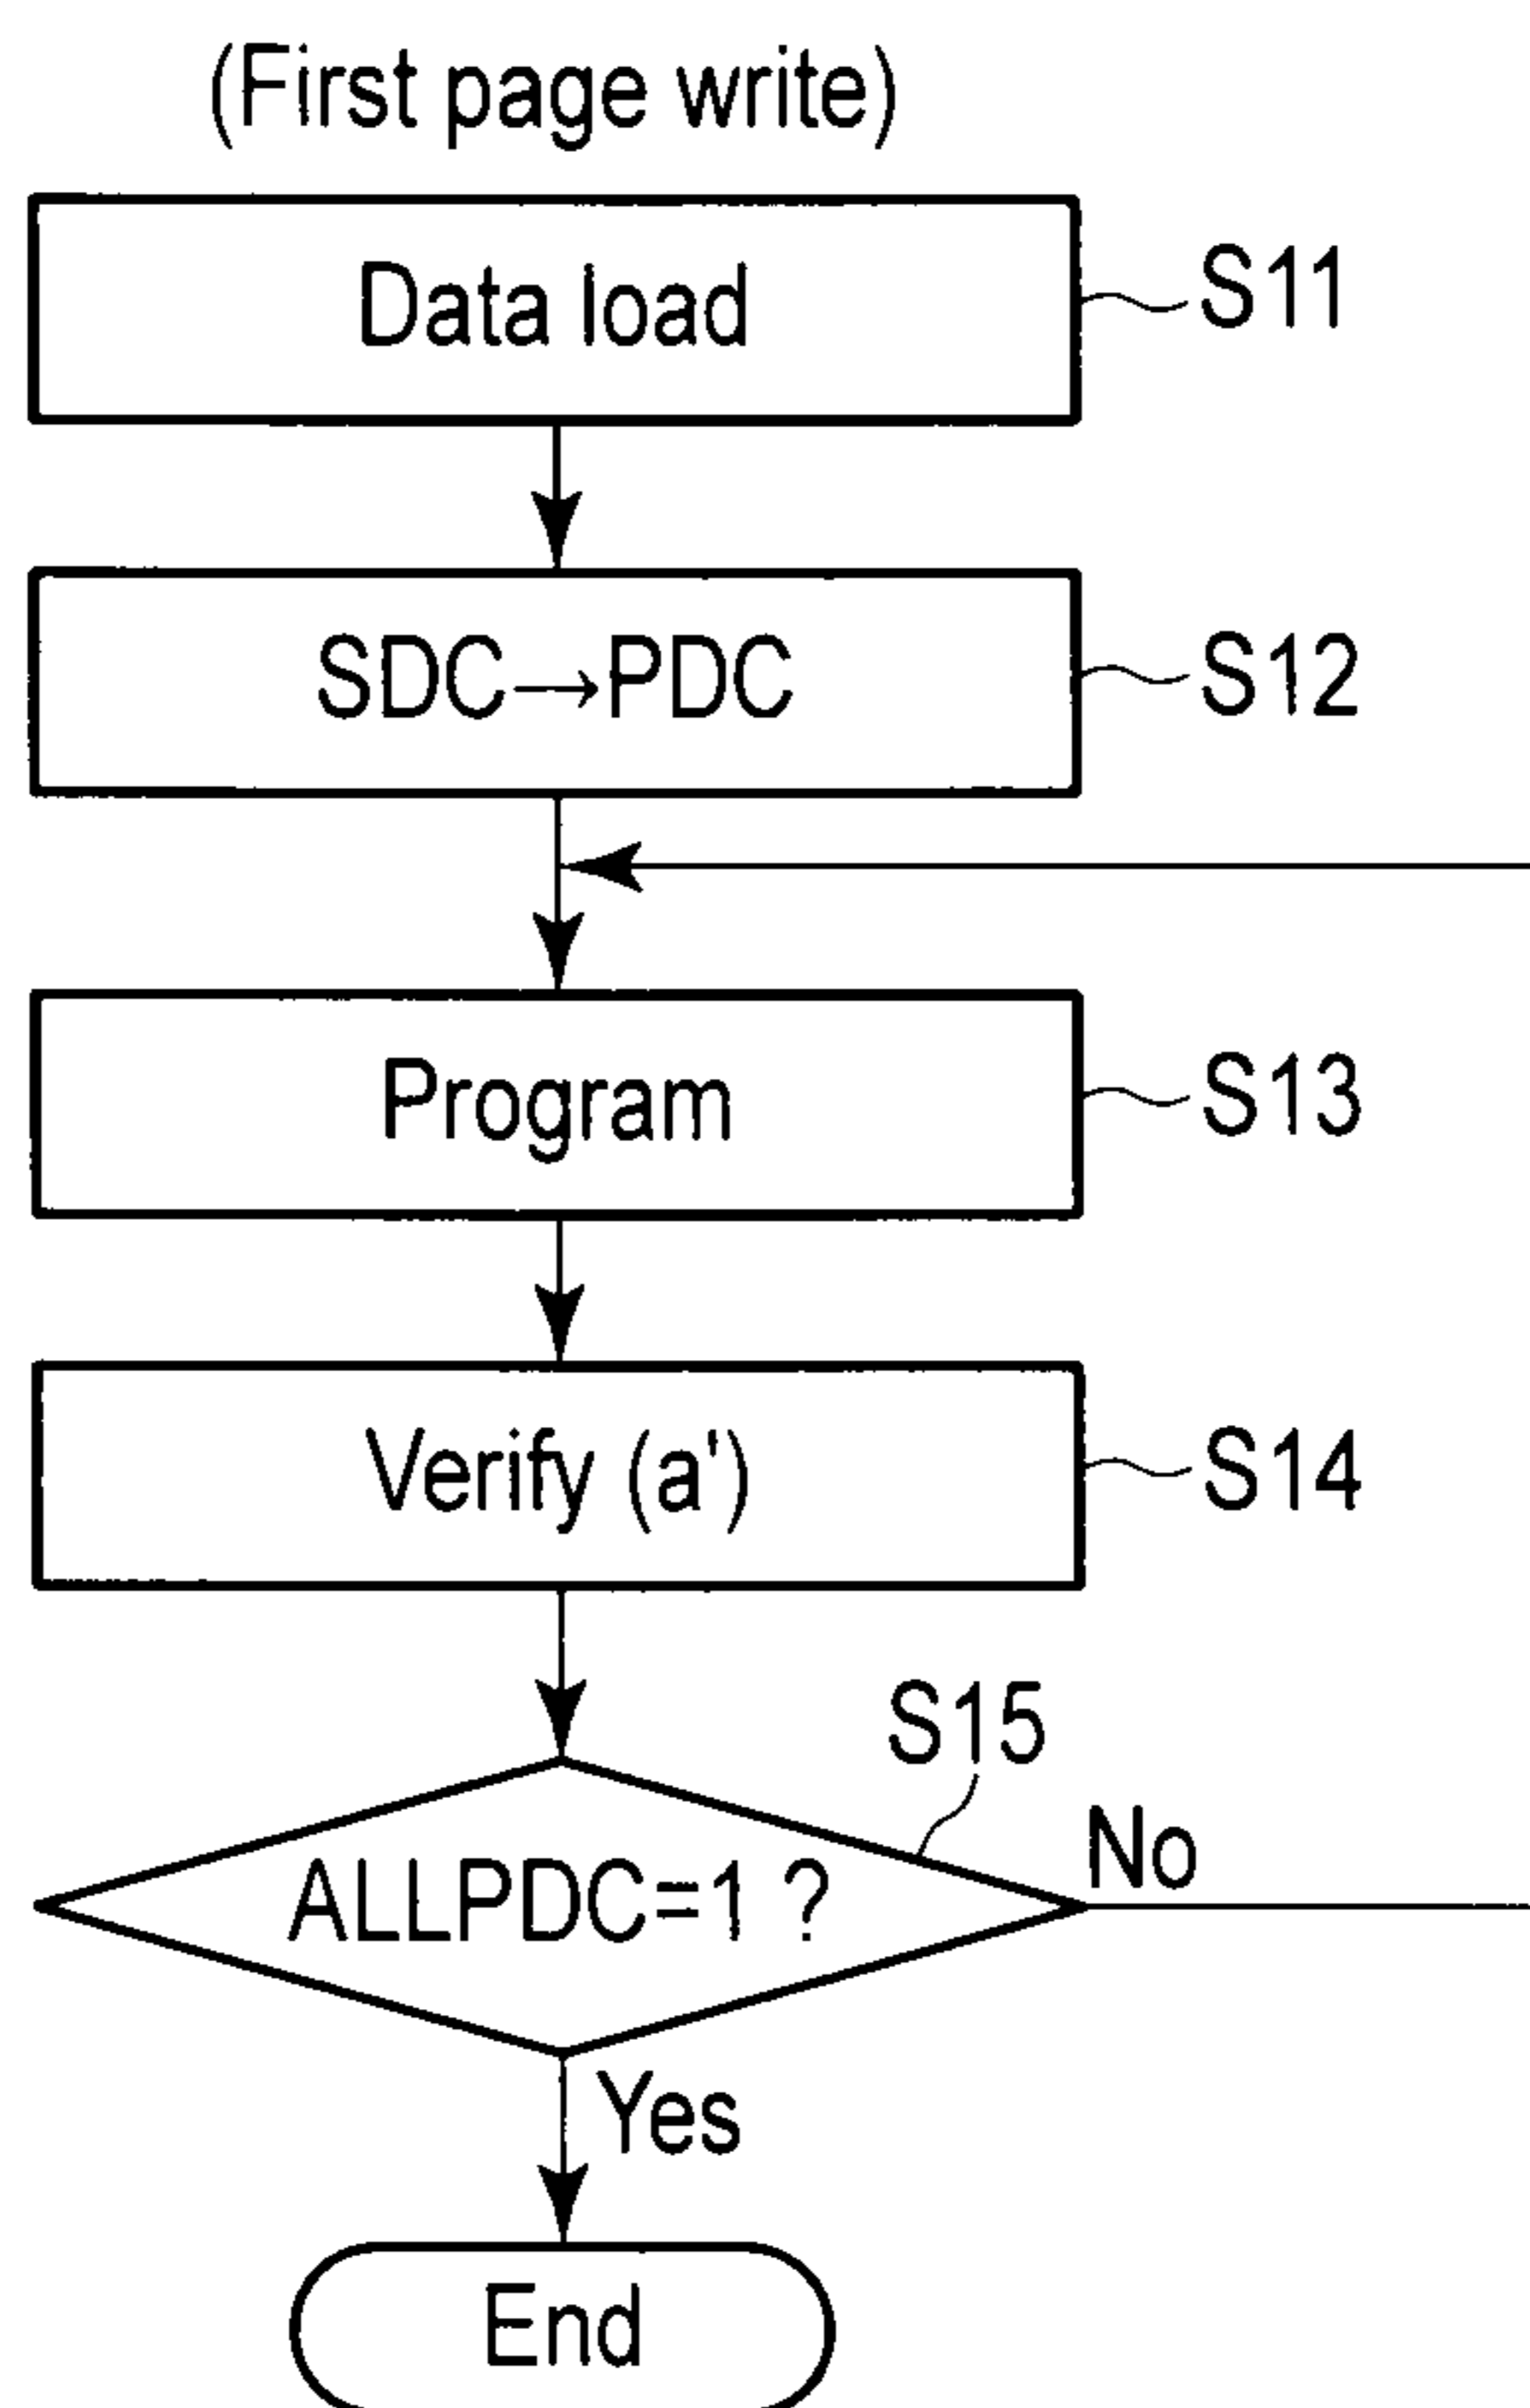 (First page write)
Data load
S11
SDC→PDC
S12
Program
S13
Verify (a')
S14
S15
ALLPDC=1 ?
No
Yes
End